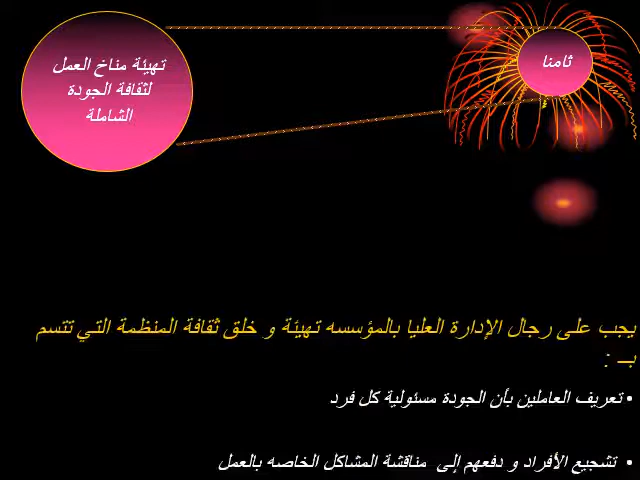 ثامنا
تهيئة مناخ العمل
لثقافة الجودة
الشاملة
يجب على رجال الإدارة العليا بالمؤسسه تهيئة و خلق ثقافة المنظمة التي تتسم
بــ :
• تعريف العاملين بأن الجودة مسئولية كل فرد
• تشجيع الأفراد و دفعهم إلى مناقشة المشاكل الخاصه بالعمل